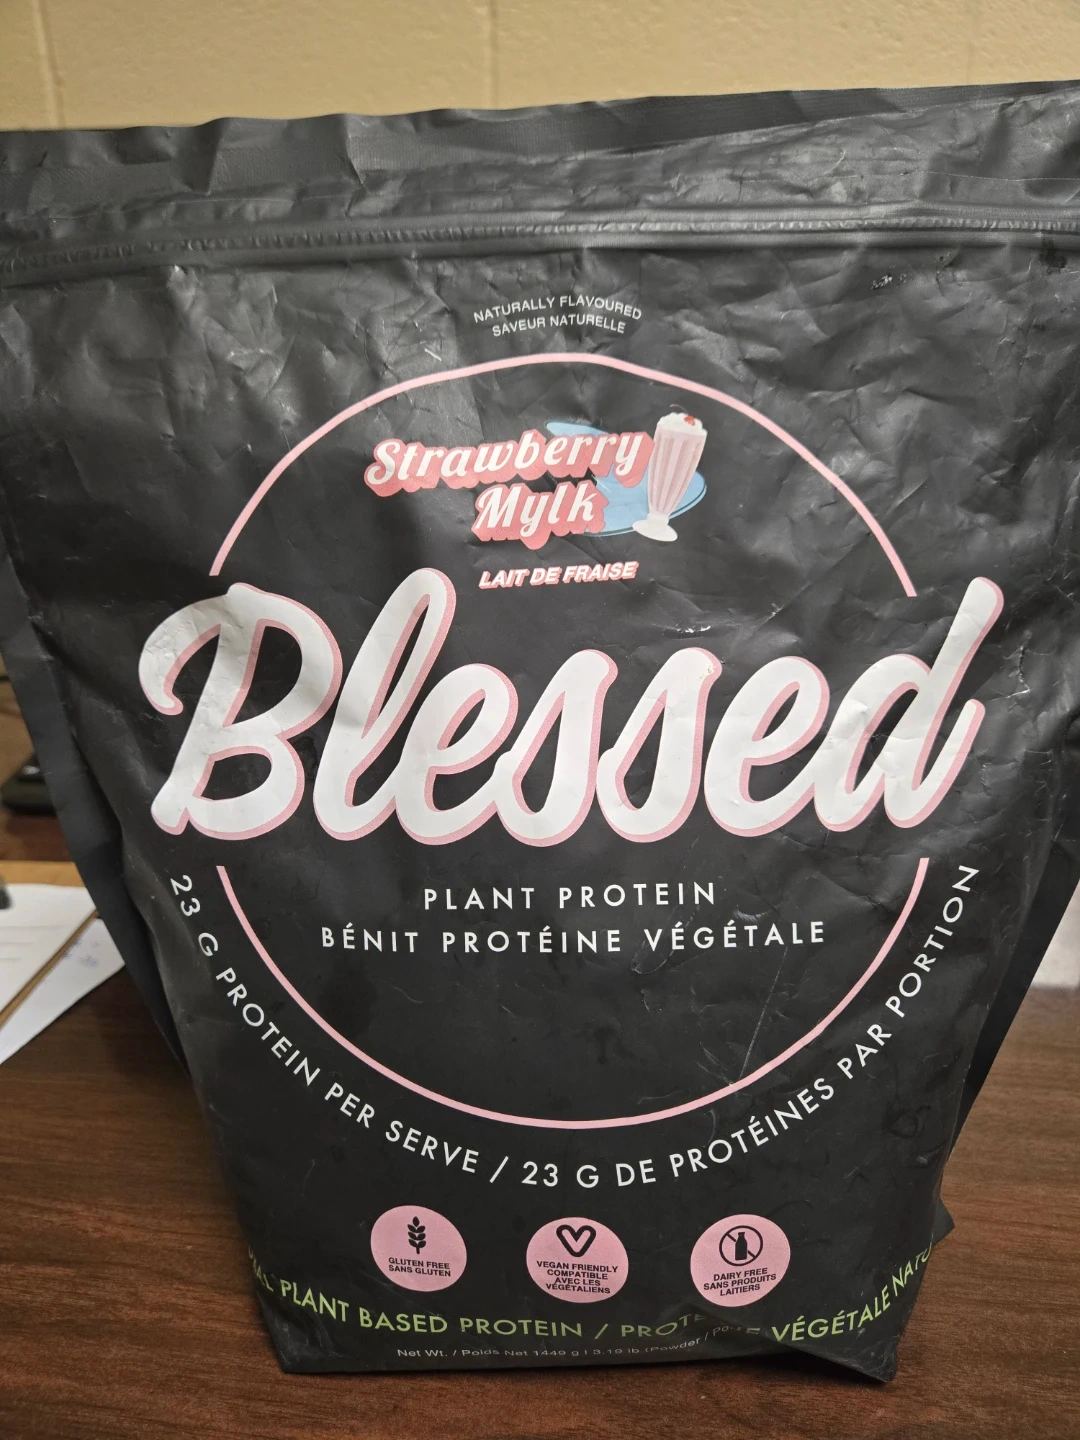 NATURALLY FLAVOURED
SAVEUR NATURELLE
Strawberry
Mylk
LAIT DE FRAISE
Blessed
PLANT PROTEIN
BÉNIT PROTÉINE VÉGÉTALE
23 G PROTEIN PER SERVE / 23 G DE PROTÉINES PAR PORTION
GLUTEN FREE
SANS GLUTEN
VEGAN FRIENDLY
COMPATIBLE
AVEC LES
VÉGÉTALIENS
DAIRY FREE
SANS PRODUITS
LAITIERS
PLANT BASED PROTEIN / VÉGÉTALE
Net Wt. / Poids Net 1449 g | 3.19 lb. (Powder /